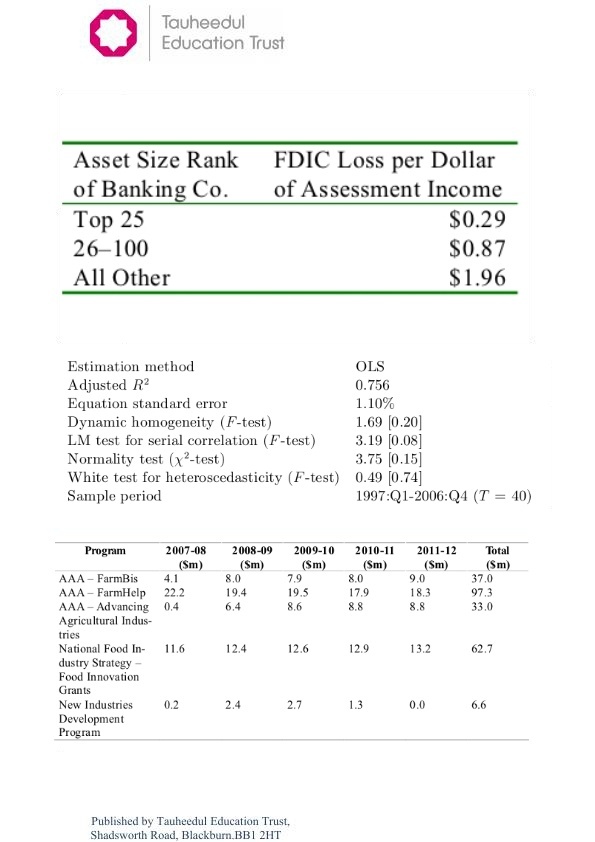 Tauheedul
Education Trust
Asset Size Rank FDIC Loss per Dollar
of Banking Co. of Assessment Income
Top 25 $0.29
26–100 $0.87
All Other $1.96
Estimation method OLS
Adjusted R² 0.756
Equation standard error 1.10%
Dynamic homogeneity (F-test) 1.69 [0.20]
LM test for serial correlation (F-test) 3.19 [0.08]
Normality test (χ²-test) 3.75 [0.15]
White test for heteroscedasticity (F-test) 0.49 [0.74]
Sample period 1997:Q1-2006:Q4 (T = 40)
Program 2007-08 2008-09 2009-10 2010-11 2011-12 Total
($m) ($m) ($m) ($m) ($m) ($m)
AAA – FarmBis 4.1 8.0 7.9 8.0 9.0 37.0
AAA – FarmHelp 22.2 19.4 19.5 17.9 18.3 97.3
AAA – Advancing 0.4 6.4 8.6 8.8 8.8 33.0
Agricultural Indus-
tries
National Food In- 11.6 12.4 12.6 12.9 13.2 62.7
dustry Strategy –
Food Innovation
Grants
New Industries 0.2 2.4 2.7 1.3 0.0 6.6
Development
Program
Published by Tauheedul Education Trust,
Shadsworth Road, Blackburn.BB1 2HT